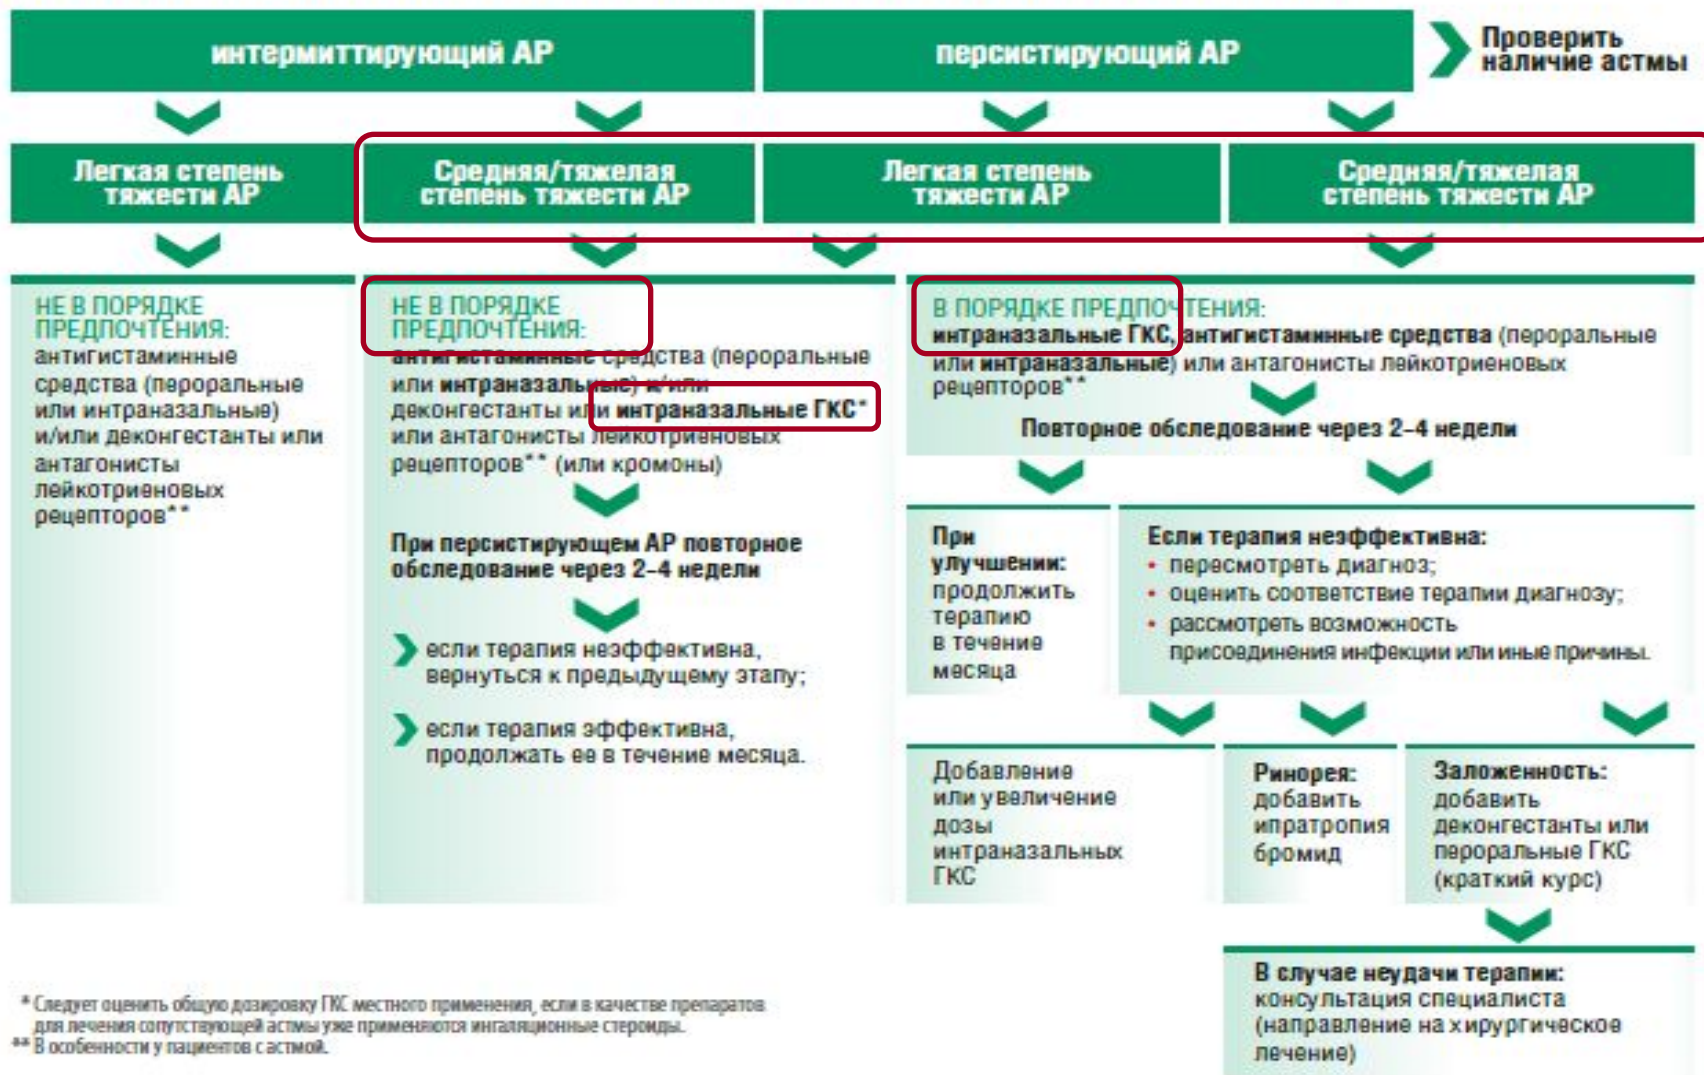 интермиттирующий АР
персистирующий АР
Проверить
наличие астмы
Легкая степень
тяжести АР
Средняя/тяжелая
степень тяжести АР
Легкая степень
тяжести АР
Средняя/тяжелая
степень тяжести АР
НЕ В ПОРЯДКЕ
ПРЕДПОЧТЕНИЯ:
антигистаминные
средства (пероральные
или интраназальные)
и/или деконгестанты или
антагонисты
лейкотриеновых
рецепторов**
НЕ В ПОРЯДКЕ
ПРЕДПОЧТЕНИЯ:
антигистаминные средства (пероральные
или интраназальные) и/или
деконгестанты или интраназальные ГКС*
или антагонисты лейкотриеновых
рецепторов** (или кромоны)
При персистирующем АР повторное
обследование через 2–4 недели
если терапия неэффективна,
вернуться к предыдущему этапу;
если терапия эффективна,
продолжать ее в течение месяца.
В ПОРЯДКЕ ПРЕДПОЧТЕНИЯ:
интраназальные ГКС, антигистаминные средства (пероральные
или интраназальные) или антагонисты лейкотриеновых
рецепторов**
Повторное обследование через 2–4 недели
При
улучшении:
продолжить
терапию
в течение
месяца
Если терапия неэффективна:
• пересмотреть диагноз;
• оценить соответствие терапии диагнозу;
• рассмотреть возможность
присоединения инфекции или иные причины.
Добавление
или увеличение
дозы
интраназальных
ГКС
Ринорея:
добавить
ипратропия
бромид
Заложенность:
добавить
деконгестанты или
пероральные ГКС
(краткий курс)
В случае неудачи терапии:
консультация специалиста
(направление на хирургическое
лечение)
* Следует оценить общую дозировку ГКС местного применения, если в качестве препаратов
для лечения сопутствующей астмы уже применяются ингаляционные стероиды.
** В особенности у пациентов с астмой.